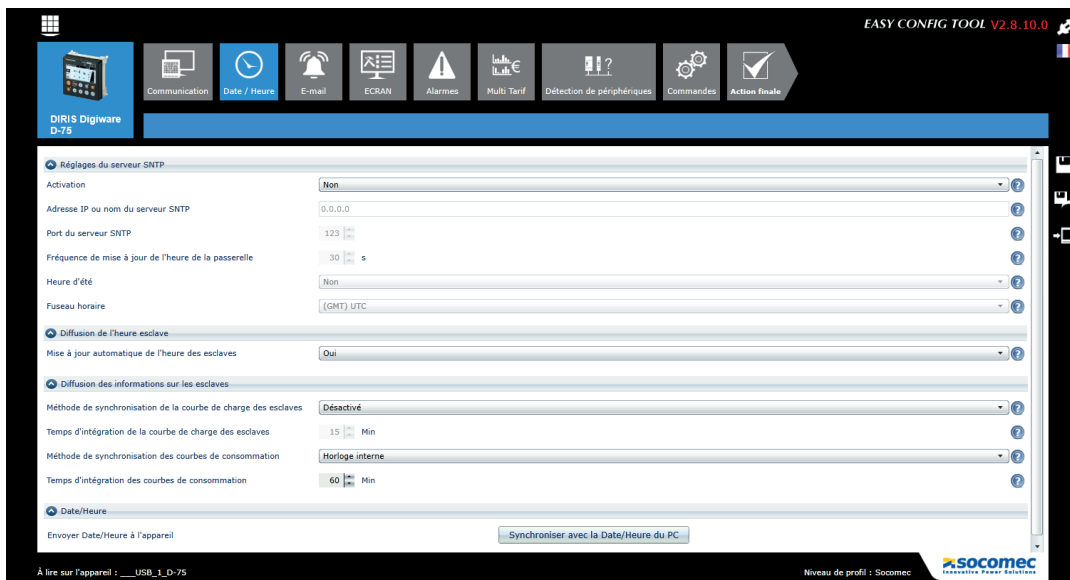 EASY CONFIG TOOL V2.8.10.0
Communication
Date / Heure
E-mail
ECRAN
Alarmes
Multi Tarif
Détection de périphériques
Commandes
Action finale
DIRIS Digiware
D-75
Réglages du serveur SNTP
Activation Non
Adresse IP ou nom du serveur SNTP 0.0.0.0
Port du serveur SNTP 123
Fréquence de mise à jour de l'heure de la passerelle 30 s
Heure d'été Non
Fuseau horaire (GMT) UTC
Diffusion de l'heure esclave
Mise à jour automatique de l'heure des esclaves Oui
Diffusion des informations sur les esclaves
Méthode de synchronisation de la courbe de charge des esclaves Désactivé
Temps d'intégration de la courbe de charge des esclaves 15 Min
Méthode de synchronisation des courbes de consommation Horloge interne
Temps d'intégration des courbes de consommation 60 Min
Date/Heure
Envoyer Date/Heure à l'appareil Synchroniser avec la Date/Heure du PC
À lire sur l'appareil : ___USB_1_D-75
Niveau de profil : Socomec
socomec
Innovative Power Solutions